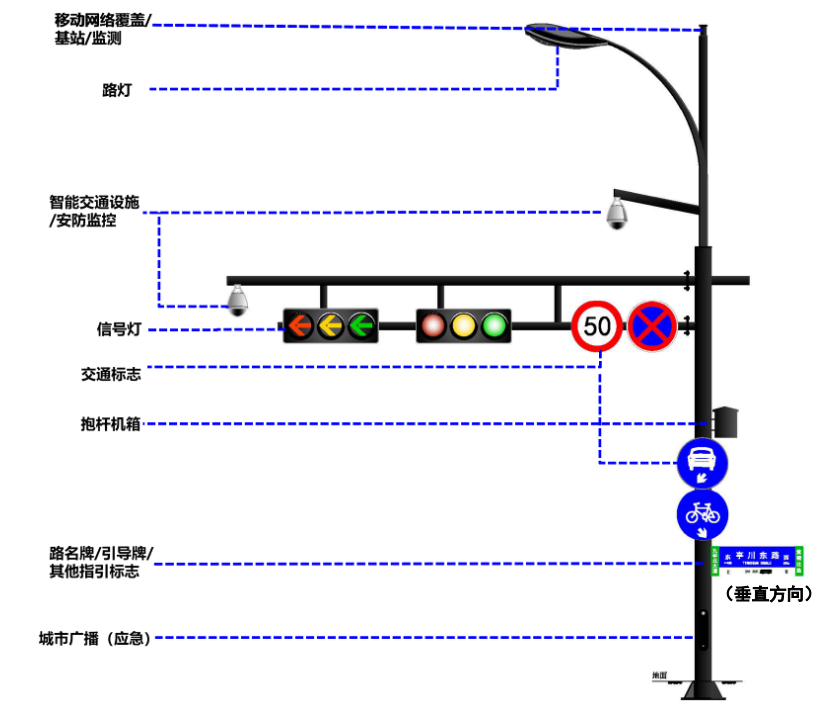 移动网络覆盖/
基站/监测
路灯
智能交通设施
/安防监控
信号灯
50
交通标志
抱杆机箱
路名牌/引导牌/
其他指引标志
东 亭川东路 西
（垂直方向）
城市广播（应急）
地面